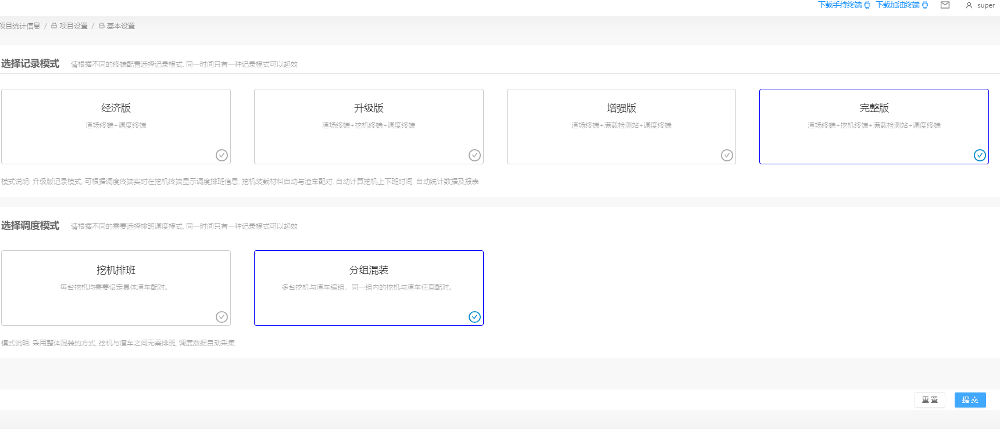 下载手持终端 下载加油终端 super
项目统计信息 / 项目设置 / 基本设置
选择记录模式 请根据不同的终端配置选择记录模式, 同一时间只有一种记录模式可以起效
经济版 升级版 增强版 完整版
渣场终端+调度终端 渣场终端+挖机终端+调度终端 渣场终端+满载检测站+调度终端 渣场终端+挖机终端+满载检测站+调度终端
模式说明: 升级版记录模式, 可根据调度终端实时在挖机终端显示调度排班信息, 挖机装载材料自动与渣车配对, 自动计算挖机上下班时间, 自动统计数据及报表
选择调度模式 请根据不同的需要选择排班调度模式, 同一时间只有一种记录模式可以起效
挖机排班 分组混装
每台挖机均需要设定具体渣车配对。 多台挖机与渣车编组，同一组内的挖机与渣车任意配对。
模式说明: 采用整体混装的方式, 挖机与渣车之间无需排班, 调度数据自动采集
重置 提交